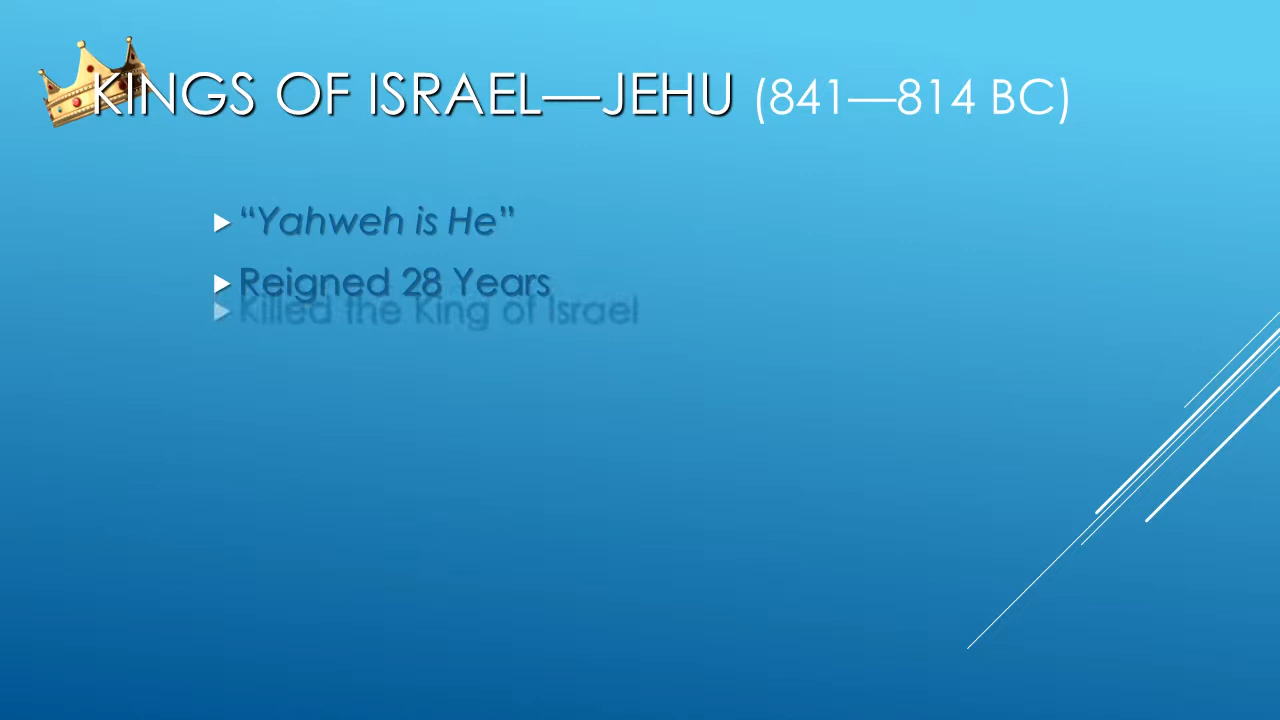 KINGS OF ISRAEL—JEHU (841—814 BC)
“Yahweh is He”
Reigned 28 Years
Killed the King of Israel